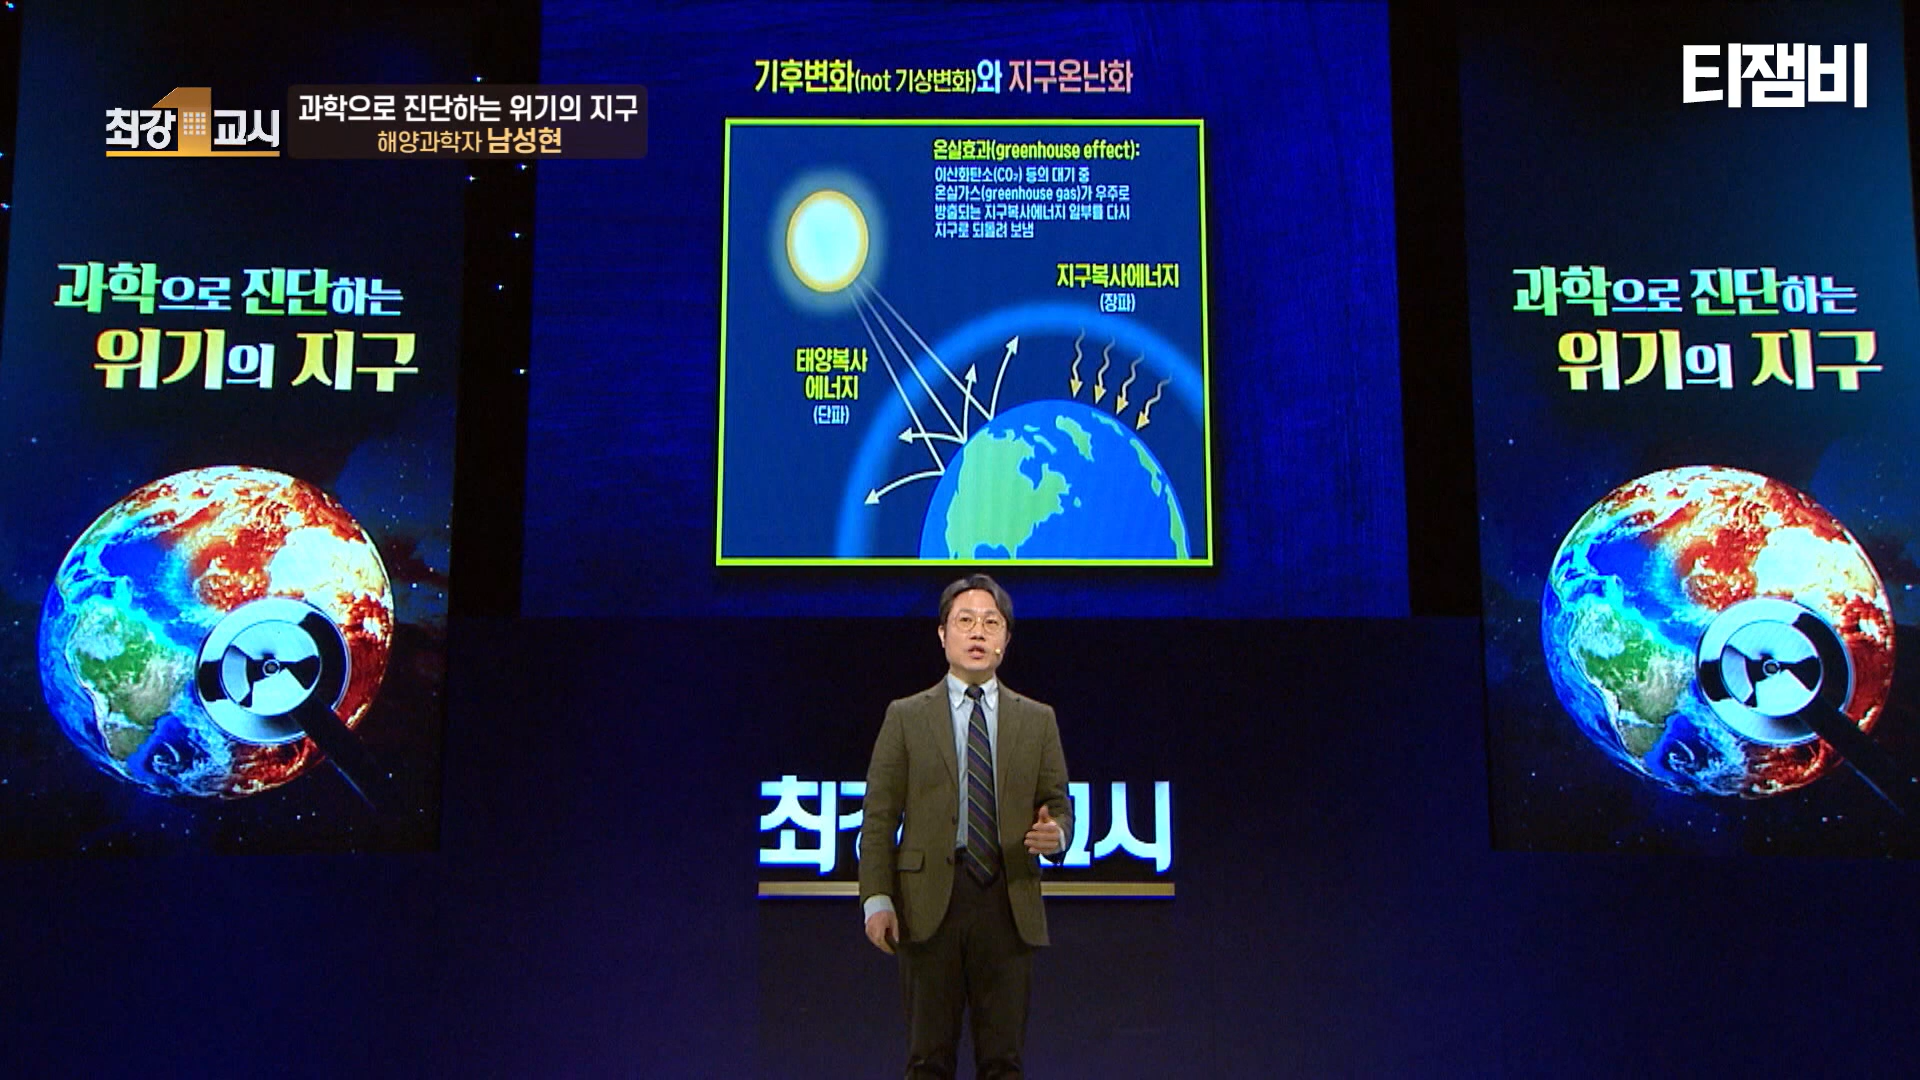 최강1교시
과학으로 진단하는 위기의 지구
해양과학자 남성현
티잼비
기후변화(not 기상변화)와 지구온난화
온실효과(greenhouse effect):
이산화탄소(CO₂) 등의 대기 중
온실가스(greenhouse gas)가 우주로
방출되는 지구복사에너지 일부를 다시
지구로 되돌려 보냄
지구복사에너지
(장파)
태양복사
에너지
(단파)
과학으로 진단하는
위기의 지구
과학으로 진단하는
위기의 지구
최강 교시